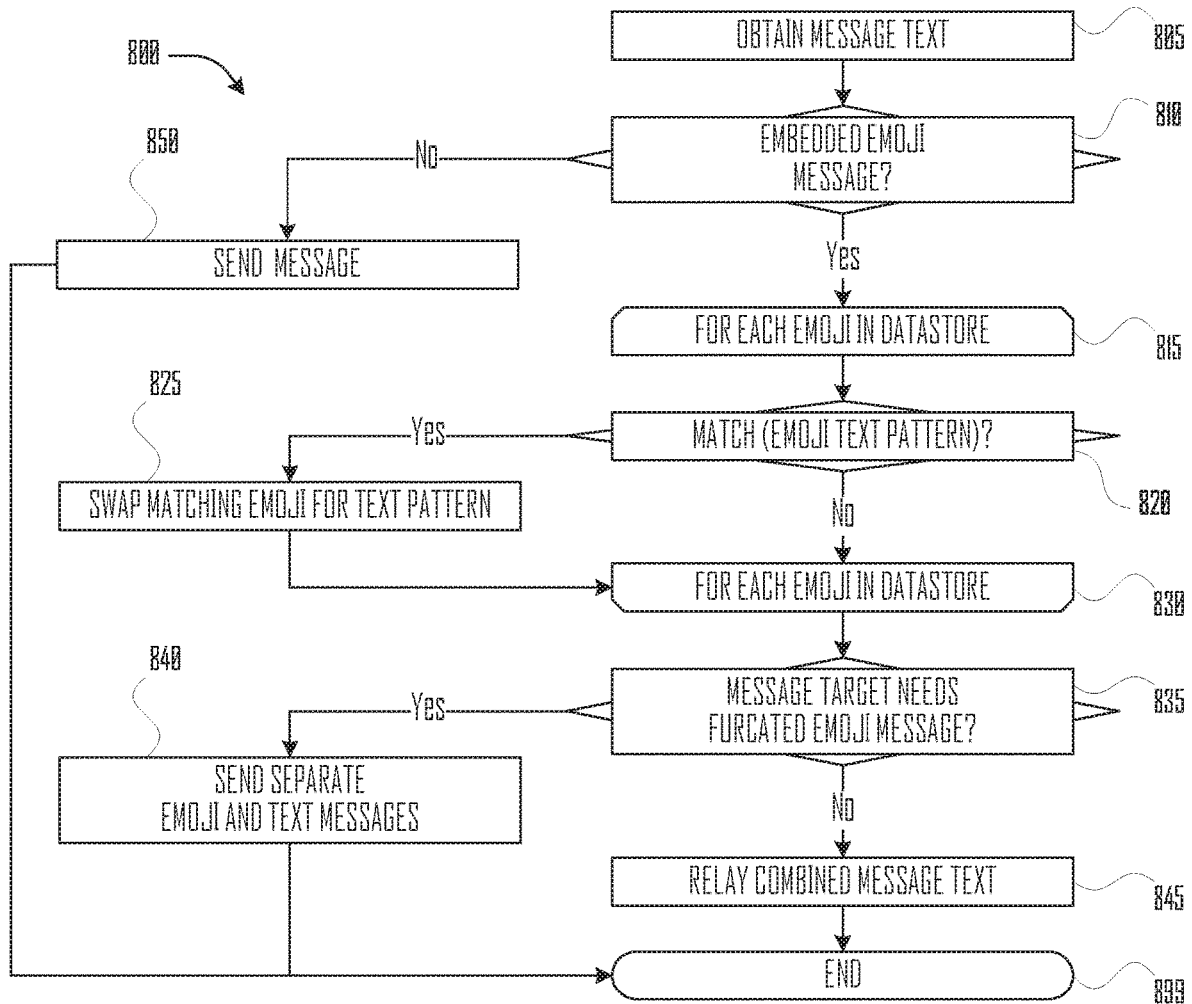 800
OBTAIN MESSAGE TEXT
805
EMBEDDED EMOJI
MESSAGE?
810
No
Yes
850
SEND MESSAGE
FOR EACH EMOJI IN DATASTORE
815
MATCH (EMOJI TEXT PATTERN)?
820
Yes
No
825
SWAP MATCHING EMOJI FOR TEXT PATTERN
FOR EACH EMOJI IN DATASTORE
830
MESSAGE TARGET NEEDS
FURCATED EMOJI MESSAGE?
835
Yes
No
840
SEND SEPARATE
EMOJI AND TEXT MESSAGES
RELAY COMBINED MESSAGE TEXT
845
END
899